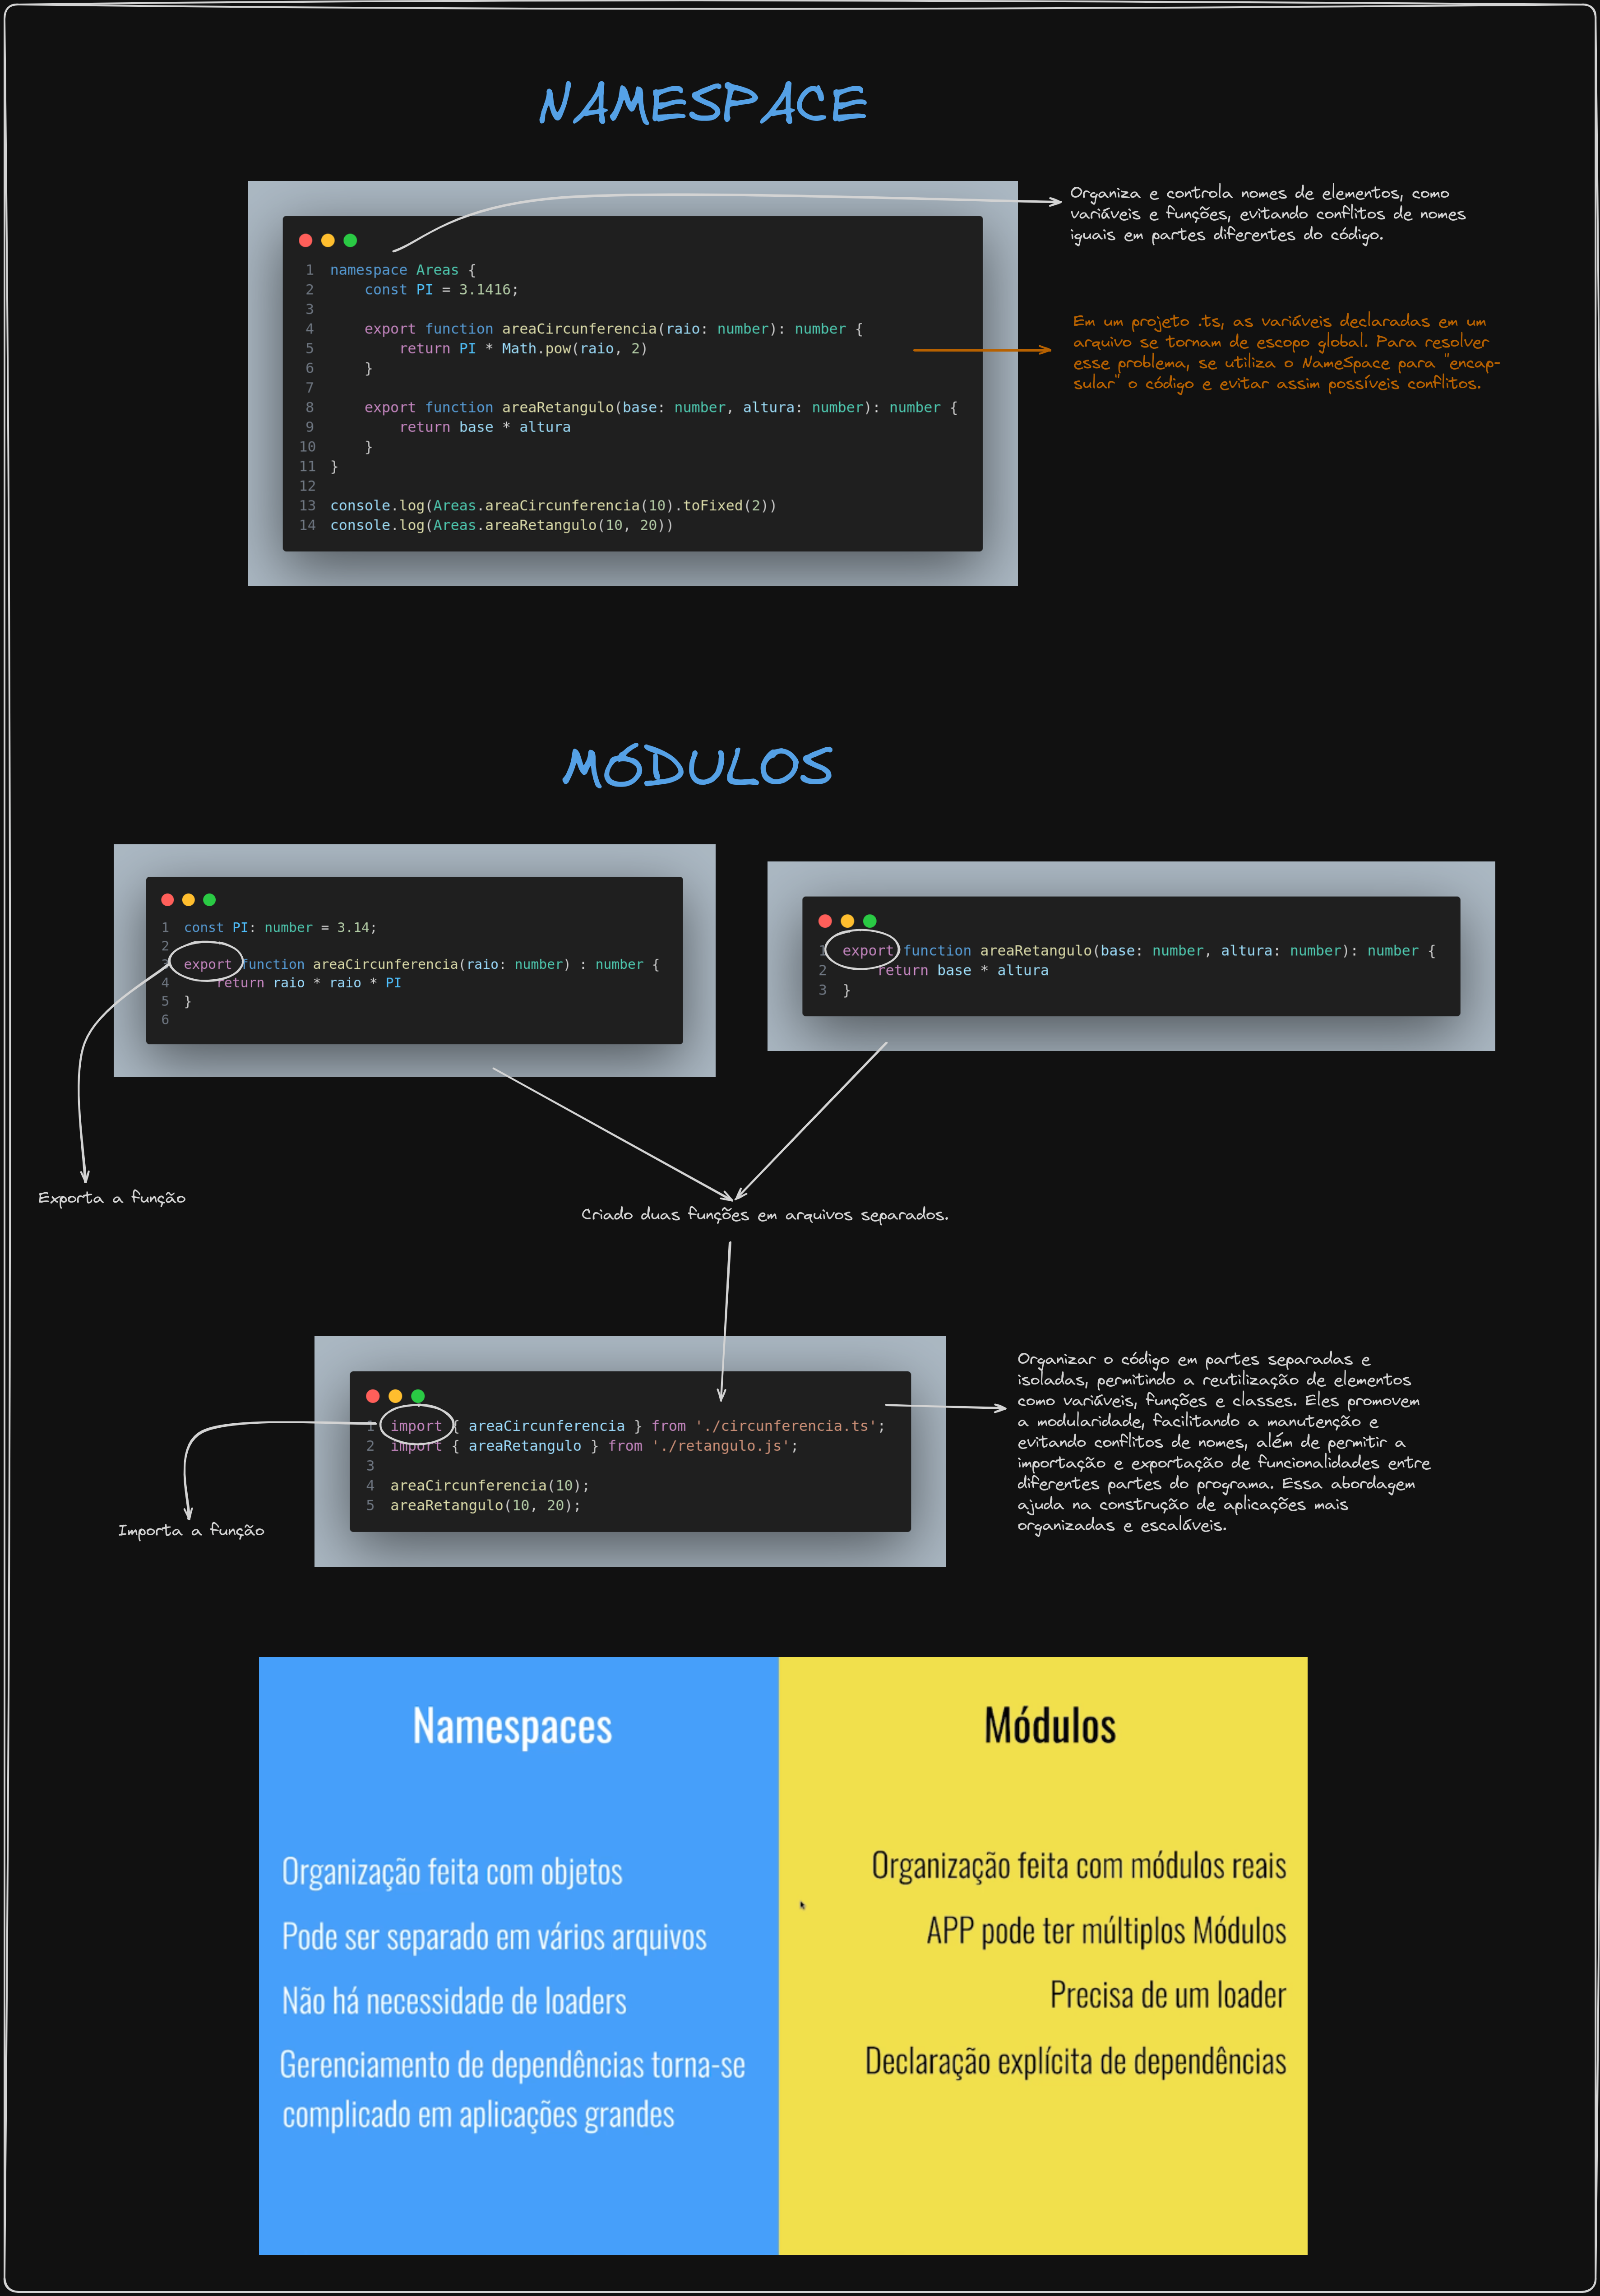 NAMESPACE
Organiza e controla nomes de elementos, como
variáveis e funções, evitando conflitos de nomes
iguais em partes diferentes do código.
1 namespace Areas {
2     const PI = 3.1416;
3
4     export function areaCircunferencia(raio: number): number {
5         return PI * Math.pow(raio, 2)
6     }
7
8     export function areaRetangulo(base: number, altura: number): number {
9         return base * altura
10     }
11 }
12
13 console.log(Areas.areaCircunferencia(10).toFixed(2))
14 console.log(Areas.areaRetangulo(10, 20))
Em um projeto .ts, as variáveis declaradas em um
arquivo se tornam de escopo global. Para resolver
esse problema, se utiliza o NameSpace para "encap-
sular" o código e evitar assim possíveis conflitos.
MÓDULOS
1 const PI: number = 3.14;
2
3 export function areaCircunferencia(raio: number) : number {
4     return raio * raio * PI
5 }
6
1 export function areaRetangulo(base: number, altura: number): number {
2     return base * altura
3 }
Exporta a função
Criado duas funções em arquivos separados.
1 import { areaCircunferencia } from './circunferencia.ts';
2 import { areaRetangulo } from './retangulo.js';
3
4 areaCircunferencia(10);
5 areaRetangulo(10, 20);
Importa a função
Organizar o código em partes separadas e
isoladas, permitindo a reutilização de elementos
como variáveis, funções e classes. Eles promovem
a modularidade, facilitando a manutenção e
evitando conflitos de nomes, além de permitir a
importação e exportação de funcionalidades entre
diferentes partes do programa. Essa abordagem
ajuda na construção de aplicações mais
organizadas e escaláveis.
Namespaces
Organização feita com objetos
Pode ser separado em vários arquivos
Não há necessidade de loaders
Gerenciamento de dependências torna-se
complicado em aplicações grandes
Módulos
Organização feita com módulos reais
APP pode ter múltiplos Módulos
Precisa de um loader
Declaração explícita de dependências